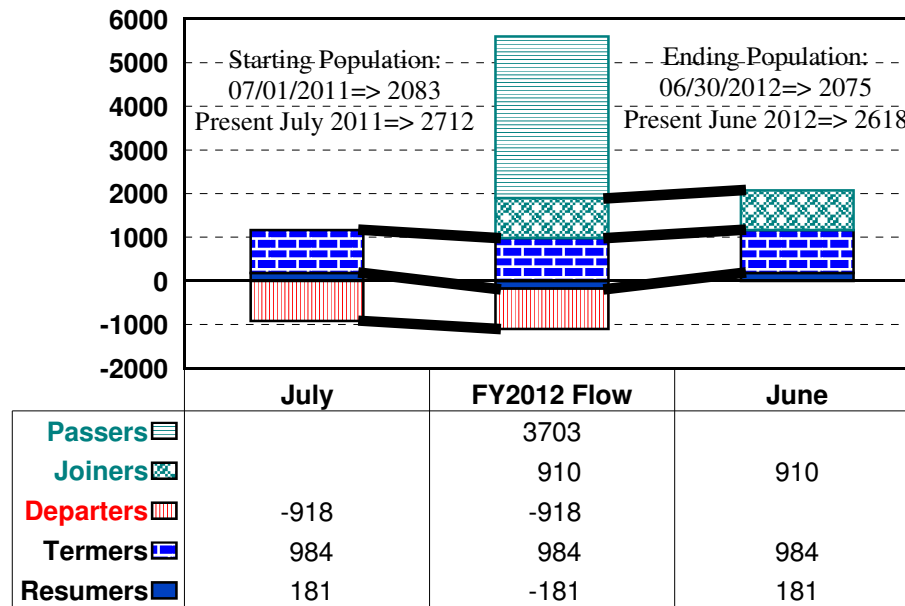 6000
5000
4000
3000
2000
1000
0
-1000
-2000
Starting Population:
07/01/2011=> 2083
Present July 2011=> 2712
Ending Population:
06/30/2012=> 2075
Present June 2012=> 2618
July FY2012 Flow June
Passers 3703
Joiners 910 910
Departers -918 -918
Termers 984 984 984
Resumers 181 -181 181